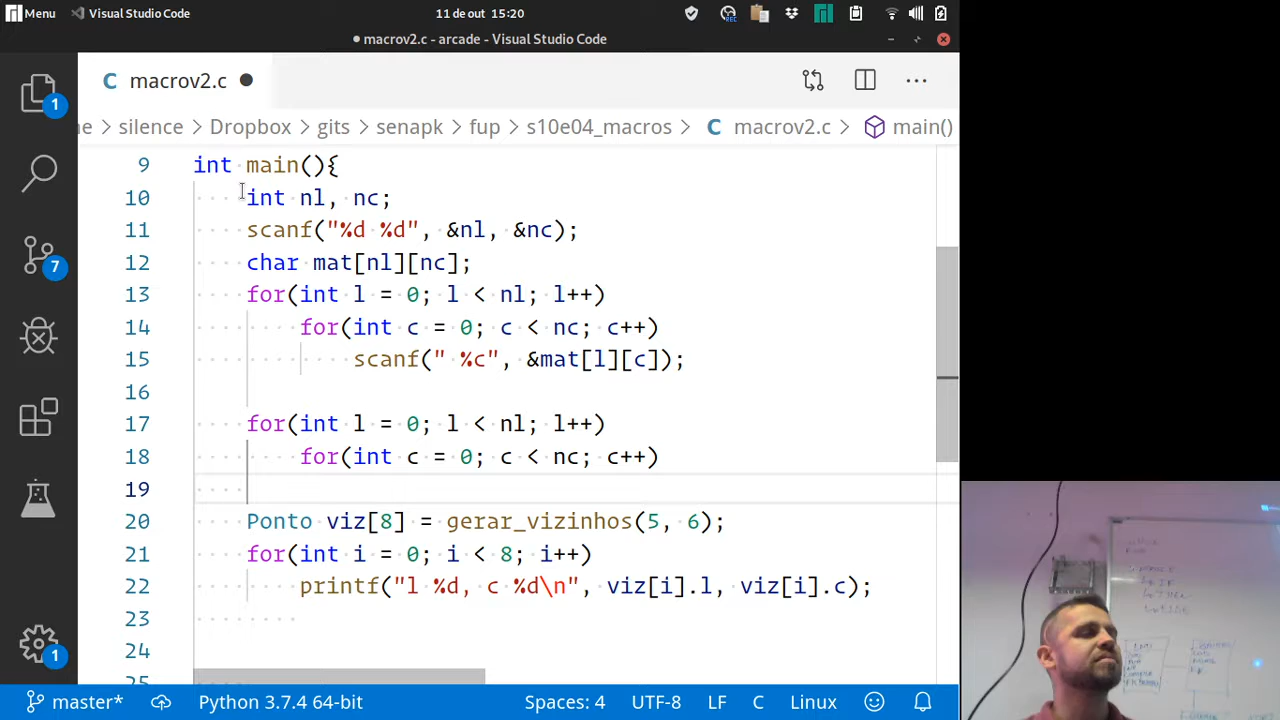 Menu Visual Studio Code 11 de out 15:20
● macrov2.c - arcade - Visual Studio Code
C macrov2.c ●
ne > silence > Dropbox > gits > senapk > fup > s10e04_macros > C macrov2.c > main()
9 int main(){
10 int nl, nc;
11 scanf("%d %d", &nl, &nc);
12 char mat[nl][nc];
13 for(int l = 0; l < nl; l++)
14 for(int c = 0; c < nc; c++)
15 scanf(" %c", &mat[l][c]);
16
17 for(int l = 0; l < nl; l++)
18 for(int c = 0; c < nc; c++)
19
20 Ponto viz[8] = gerar_vizinhos(5, 6);
21 for(int i = 0; i < 8; i++)
22 printf("l %d, c %d\n", viz[i].l, viz[i].c);
23
24
25
1
7
1
master* Python 3.7.4 64-bit Spaces: 4 UTF-8 LF C Linux